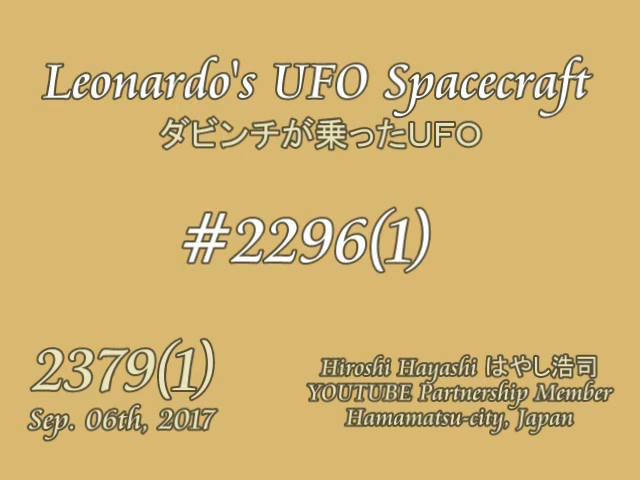 Leonardo's UFO Spacecraft
ダビンチが乗ったUFO
#2296(1)
2379(1)
Sep. 06th, 2017
Hiroshi Hayashi はやし浩司
YOUTUBE Partnership Member
Hamamatsu-city, Japan